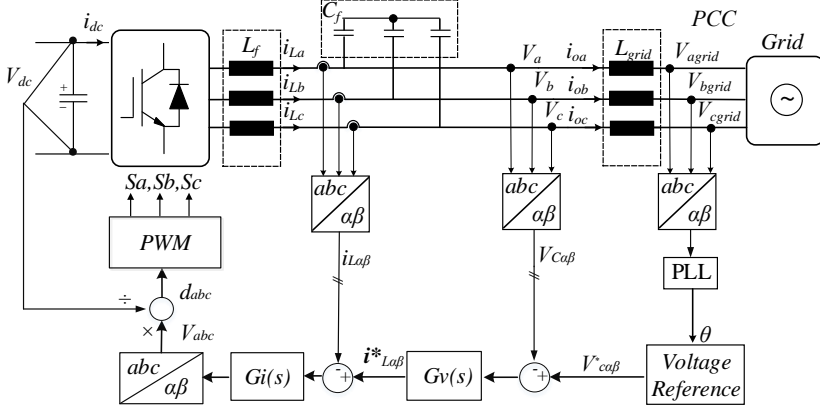 C_f
PCC
i_dc
L_f
i_La
V_a
i_oa
L_grid
V_agrid
Grid
V_dc
+
−
i_Lb
V_b
i_ob
V_bgrid
~
i_Lc
V_c
i_oc
V_cgrid
Sa,Sb,Sc
abc
αβ
abc
αβ
abc
αβ
PWM
i_Lαβ
V_Cαβ
PLL
÷
d_abc
×
V_abc
θ
abc
αβ
Gi(s)
-
+
i*_Lαβ
Gv(s)
-
+
V*_cαβ
Voltage
Reference